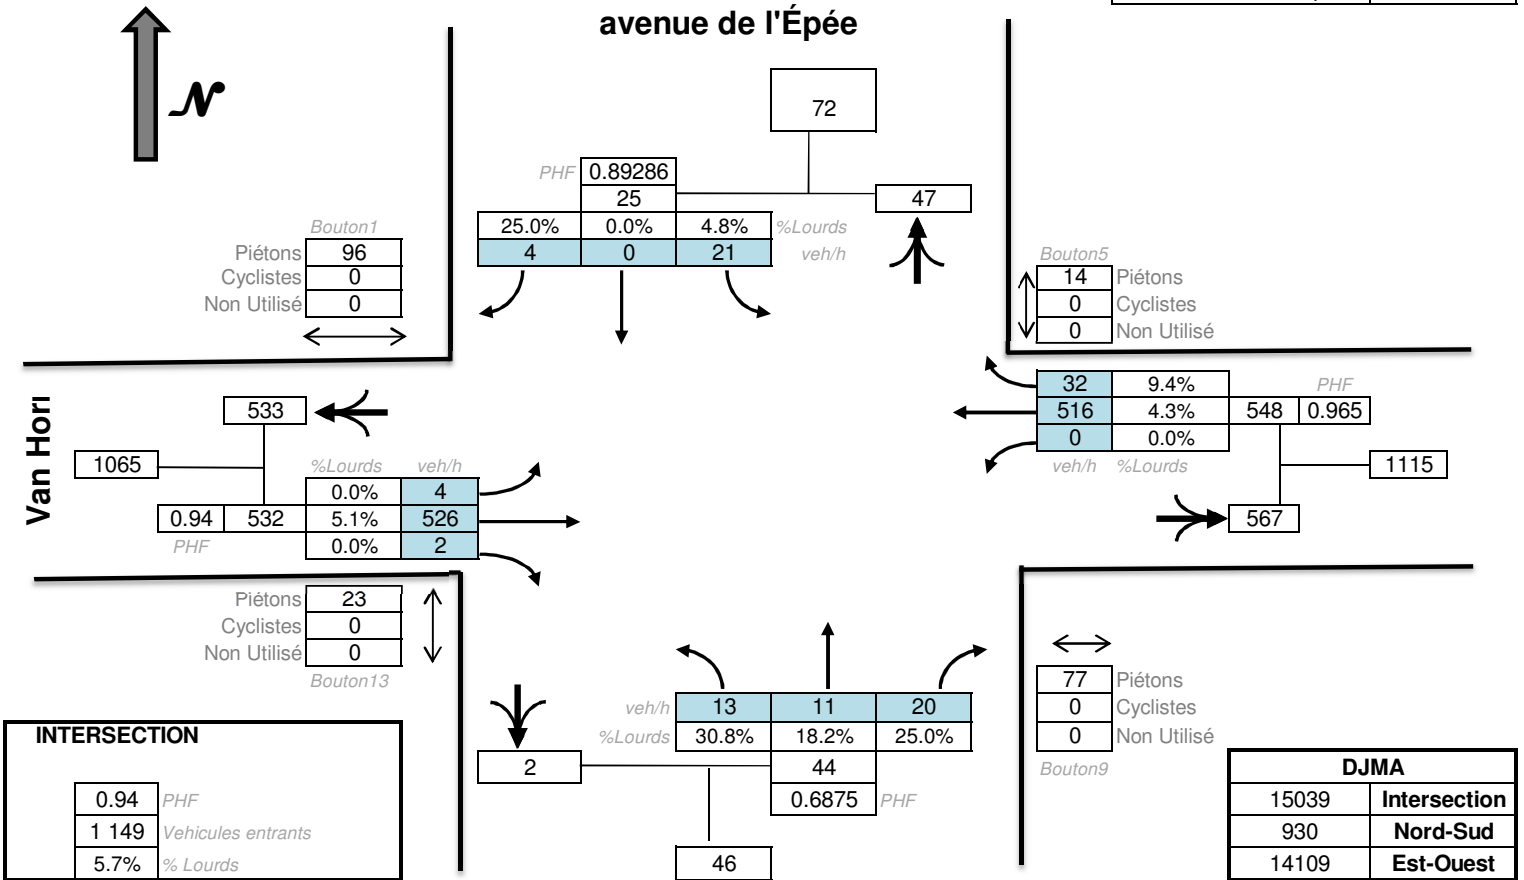 avenue de l'Épée
N
72
PHF 0.89286
25 47
25.0% 0.0% 4.8% %Lourds
4 0 21 veh/h
Bouton1
Piétons 96
Cyclistes 0
Non Utilisé 0
Bouton5
14 Piétons
0 Cyclistes
0 Non Utilisé
Van Hori
533
1065
%Lourds veh/h
0.0% 4
0.94 532 5.1% 526
PHF 0.0% 2
32 9.4% PHF
516 4.3% 548 0.965
0 0.0%
veh/h %Lourds 1115
567
Piétons 23
Cyclistes 0
Non Utilisé 0
Bouton13
veh/h 13 11 20
%Lourds 30.8% 18.2% 25.0%
2 44
0.6875 PHF
46
77 Piétons
0 Cyclistes
0 Non Utilisé
Bouton9
INTERSECTION
0.94 PHF
1 149 Vehicules entrants
5.7% % Lourds
DJMA
15039 Intersection
930 Nord-Sud
14109 Est-Ouest